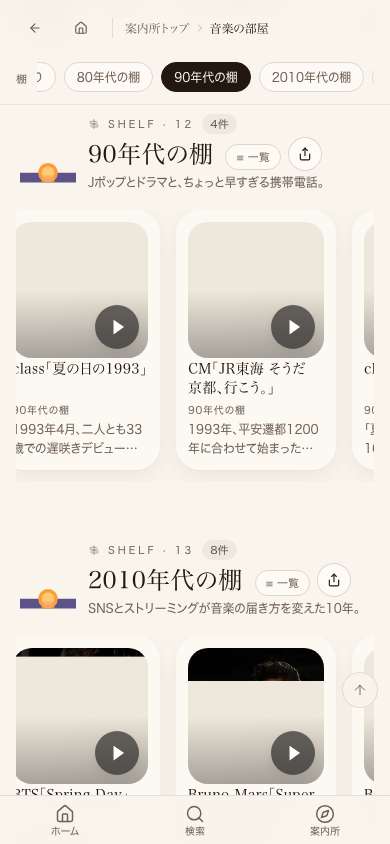 案内所トップ › 音楽の部屋
棚
80年代の棚
90年代の棚
2010年代の棚
SHELF · 12 4件
90年代の棚
≡ 一覧
Jポップとドラマと、ちょっと早すぎる携帯電話。
class「夏の日の1993」
90年代の棚
1993年4月、二人とも33
歳での遅咲きデビュー…
CM「JR東海 そうだ
京都、行こう。」
90年代の棚
1993年、平安遷都1200
年に合わせて始まった…
SHELF · 13 8件
2010年代の棚
≡ 一覧
SNSとストリーミングが音楽の届き方を変えた10年。
BTS「Spring Day」
Bruno Mars「Super
ホーム
検索
案内所